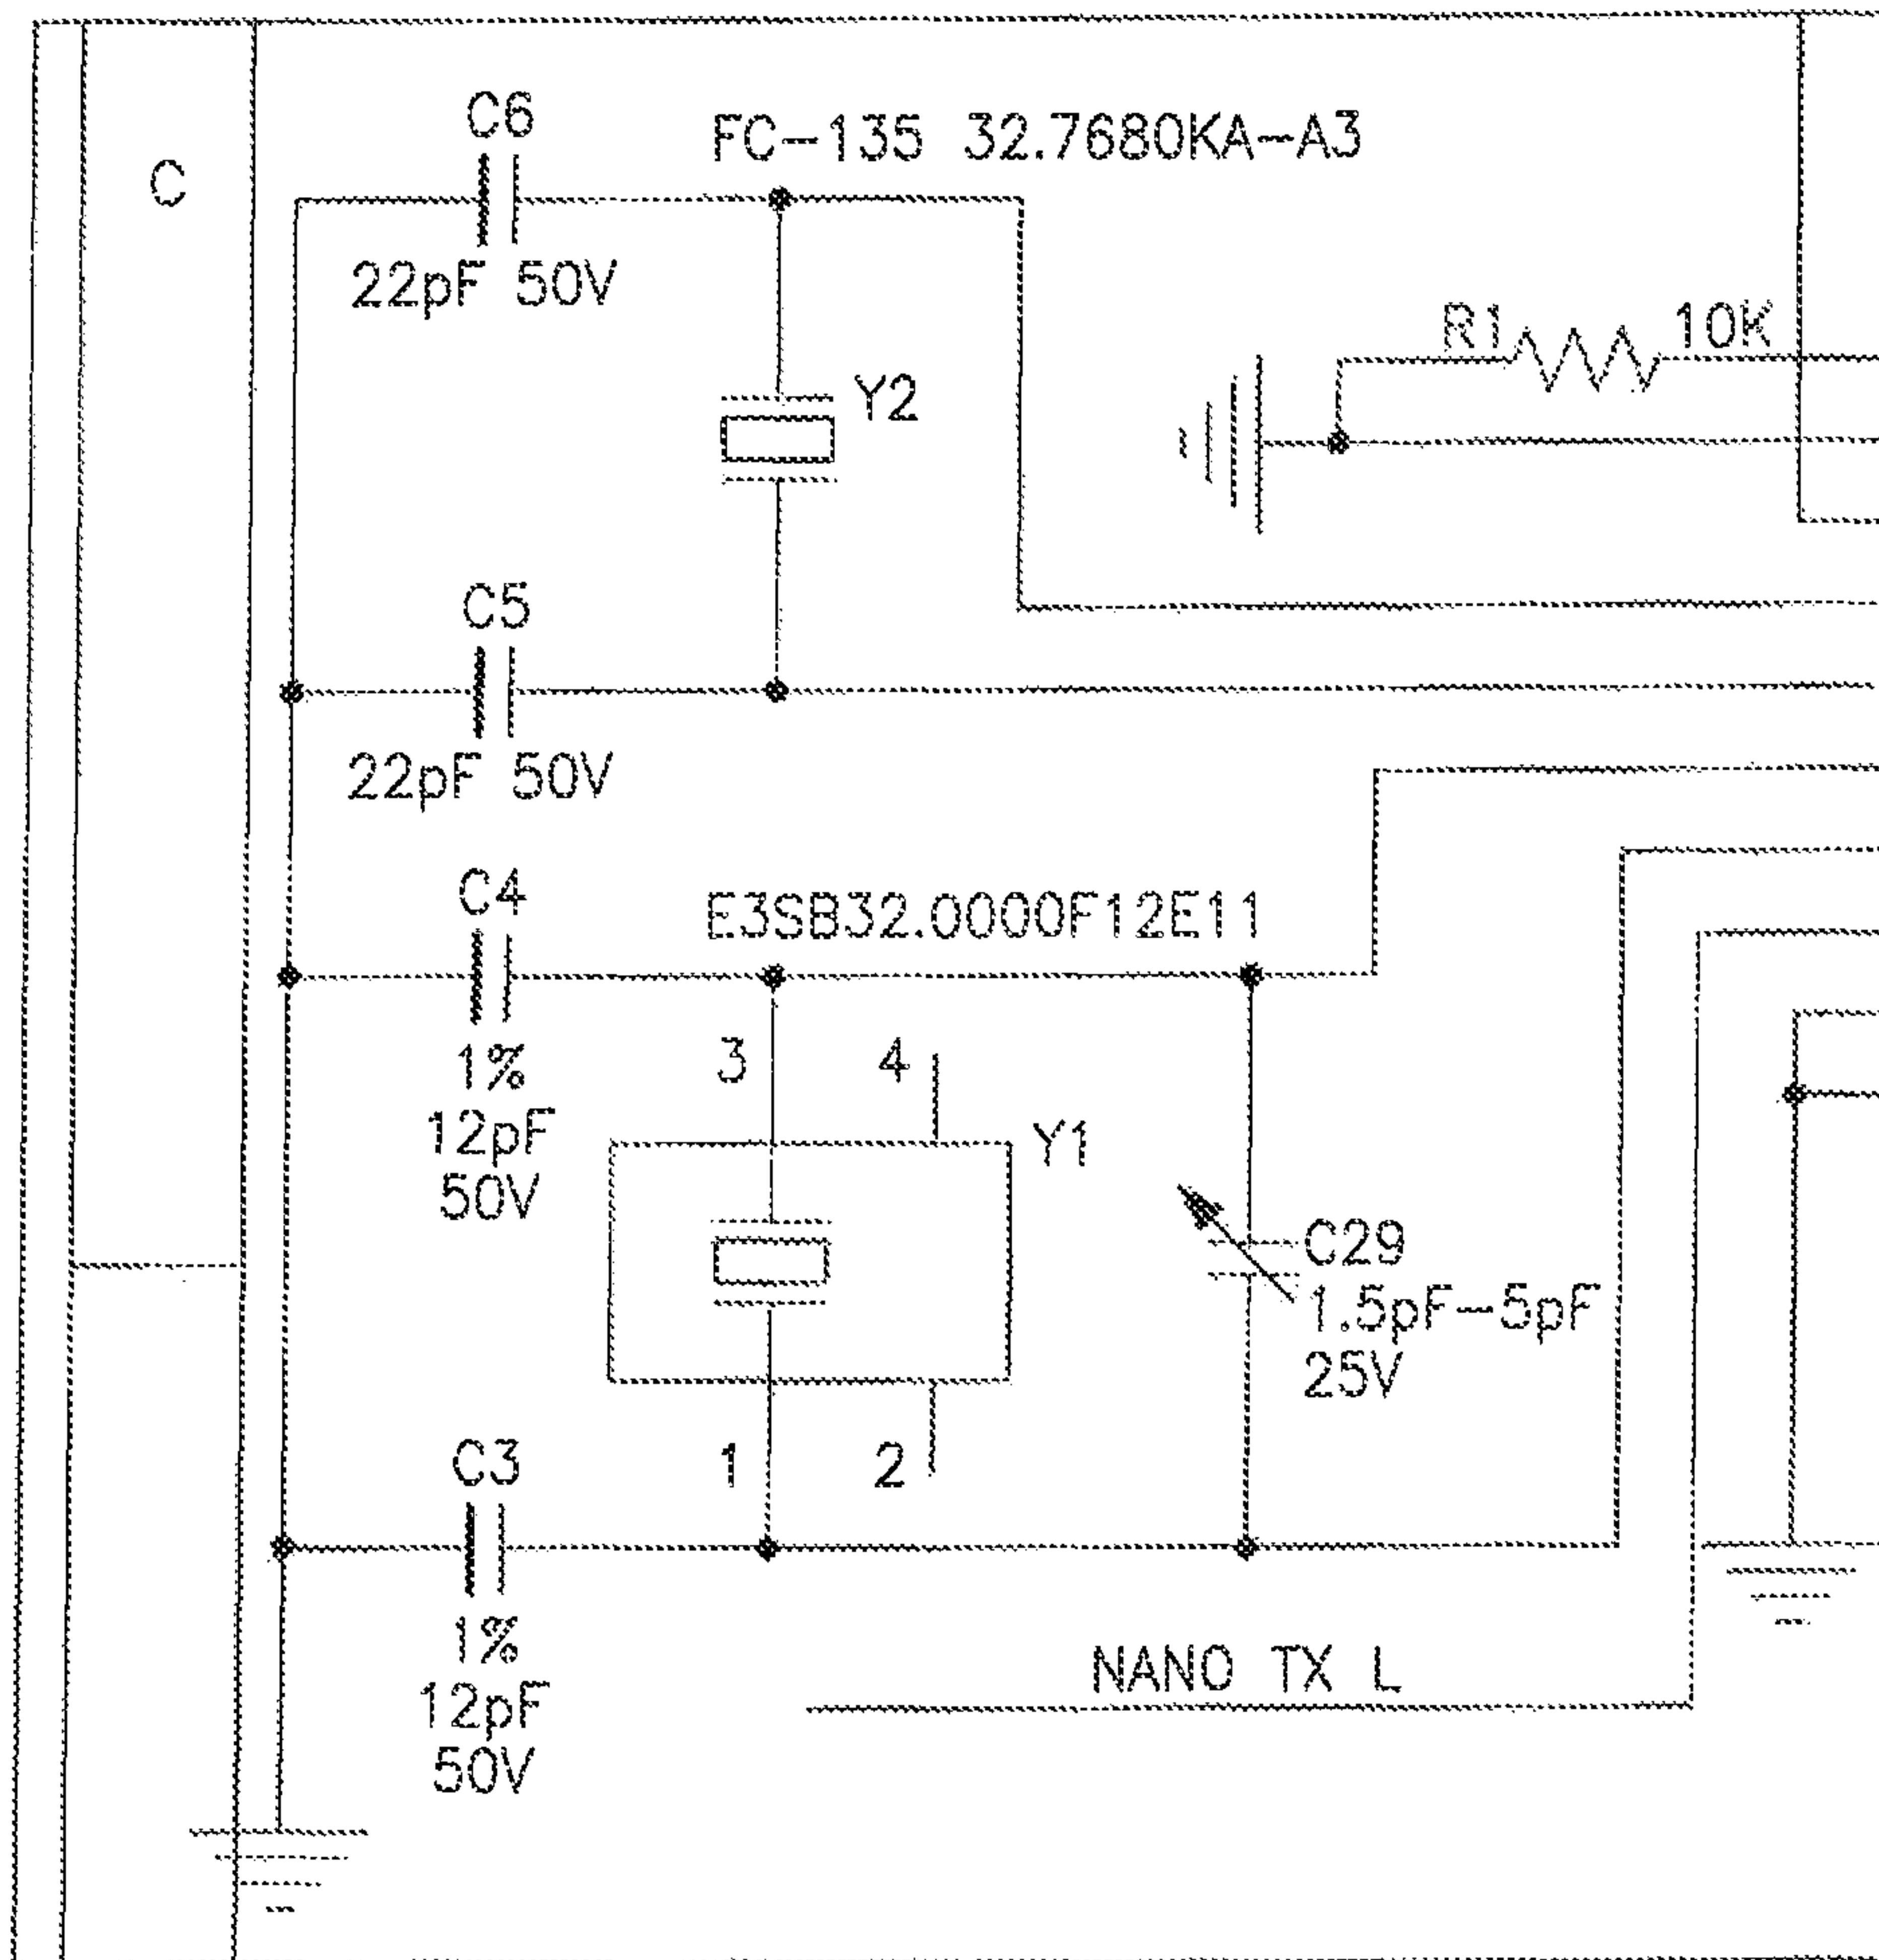 C6
FC-135 32.7680KA-A3
C
22pF 50V
R1 10K
Y2
C5
22pF 50V
C4
E3SB32.0000F12E11
1%
12pF
50V
3 4
Y1
C29
1.5pF-5pF
25V
C3
1 2
1%
12pF
50V
NANO TX L